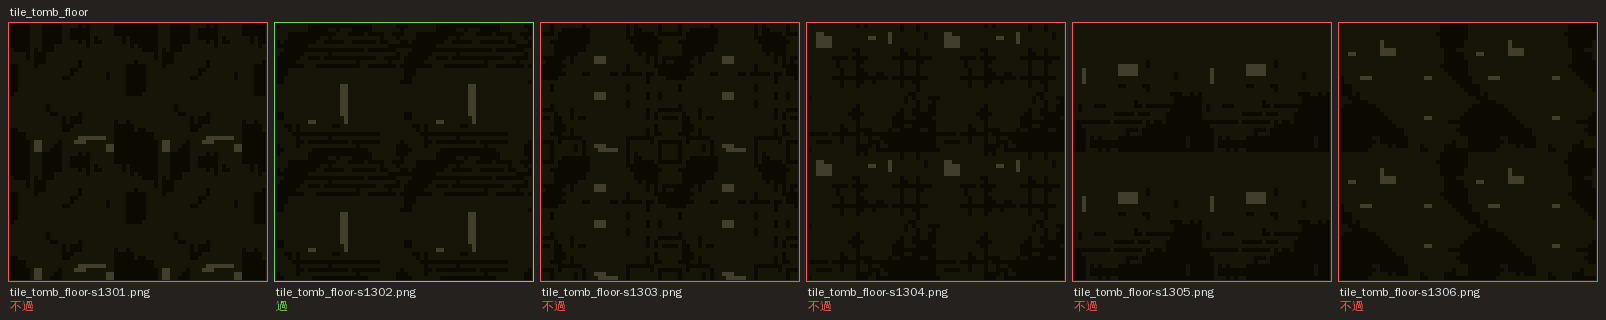 tile_tomb_floor
tile_tomb_floor-s1301.png
不過
tile_tomb_floor-s1302.png
過
tile_tomb_floor-s1303.png
不過
tile_tomb_floor-s1304.png
不過
tile_tomb_floor-s1305.png
不過
tile_tomb_floor-s1306.png
不過